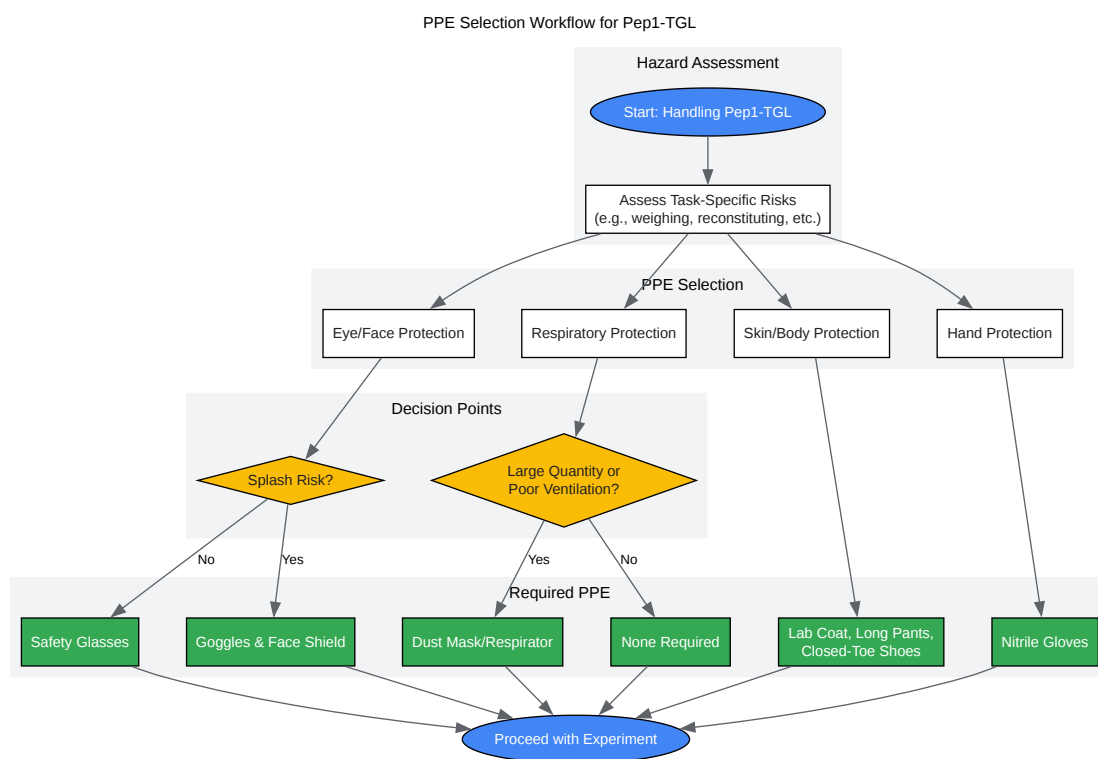 PPE Selection Workflow for Pep1-TGL
Hazard Assessment
Start: Handling Pep1-TGL
Assess Task-Specific Risks
(e.g., weighing, reconstituting, etc.)
PPE Selection
Eye/Face Protection
Respiratory Protection
Skin/Body Protection
Hand Protection
Decision Points
Splash Risk?
Large Quantity or
Poor Ventilation?
No
Yes
Yes
No
Required PPE
Safety Glasses
Goggles & Face Shield
Dust Mask/Respirator
None Required
Lab Coat, Long Pants,
Closed-Toe Shoes
Nitrile Gloves
Proceed with Experiment